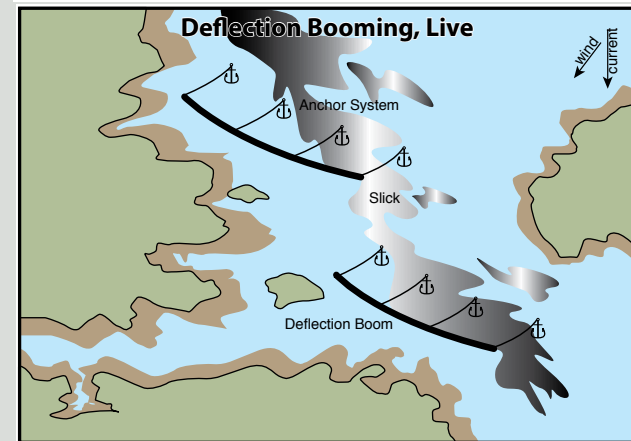 Deflection Booming, Live
wind
current
Anchor System
Slick
Deflection Boom